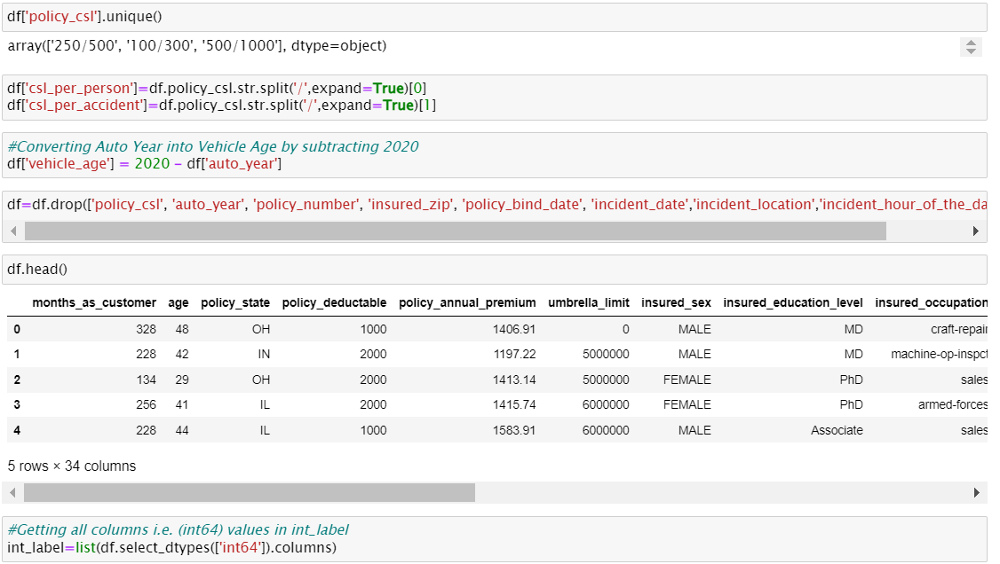 df['policy_csl'].unique()
array(['250/500', '100/300', '500/1000'], dtype=object)
df['csl_per_person']=df.policy_csl.str.split('/',expand=True)[0]
df['csl_per_accident']=df.policy_csl.str.split('/',expand=True)[1]
#Converting Auto Year into Vehicle Age by subtracting 2020
df['vehicle_age'] = 2020 - df['auto_year']
df=df.drop(['policy_csl', 'auto_year', 'policy_number', 'insured_zip', 'policy_bind_date', 'incident_date','incident_location','incident_hour_of_the_da
df.head()
months_as_customer age policy_state policy_deductable policy_annual_premium umbrella_limit insured_sex insured_education_level insured_occupation
0 328 48 OH 1000 1406.91 0 MALE MD craft-repair
1 228 42 IN 2000 1197.22 5000000 MALE MD machine-op-inspct
2 134 29 OH 2000 1413.14 5000000 FEMALE PhD sales
3 256 41 IL 2000 1415.74 6000000 FEMALE PhD armed-forces
4 228 44 IL 1000 1583.91 6000000 MALE Associate sales
5 rows × 34 columns
#Getting all columns i.e. (int64) values in int_label
int_label=list(df.select_dtypes(['int64']).columns)